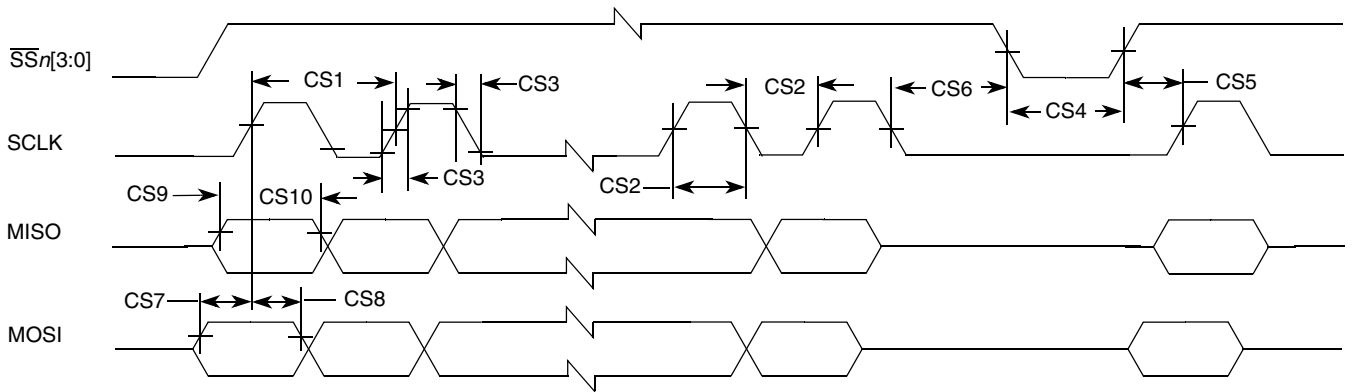 SSn[3:0]
CS1
CS3
CS2
CS6
CS4
CS5
SCLK
CS3
CS2
CS9
CS10
MISO
CS7
CS8
MOSI